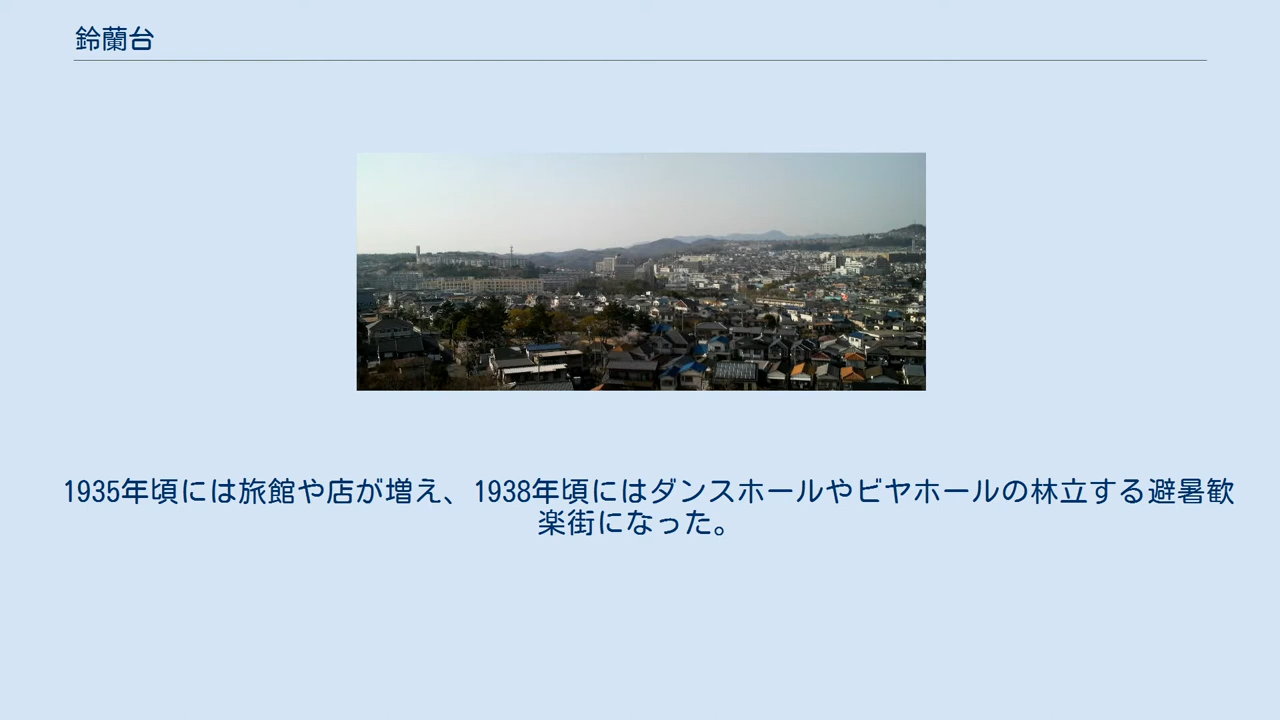 鈴蘭台
1935年頃には旅館や店が増え、1938年頃にはダンスホールやビヤホールの林立する避暑歓
楽街になった。